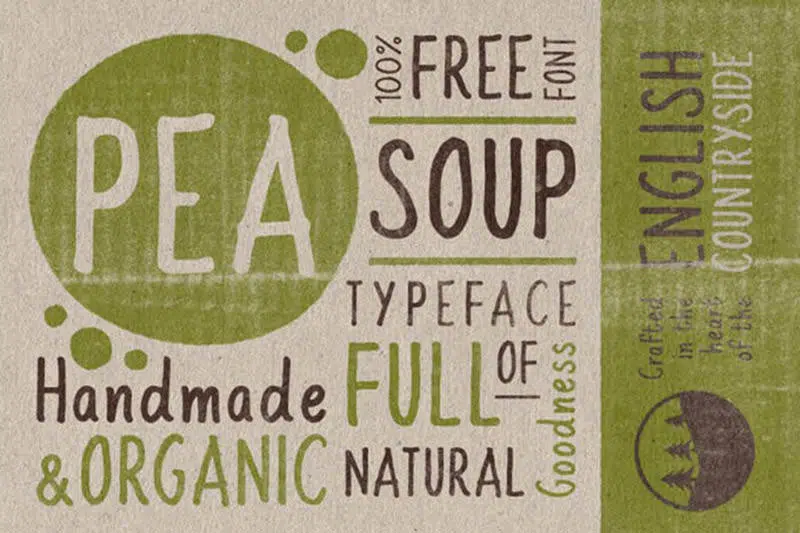 PEA
100%
FREE
FONT
SOUP
TYPEFACE
Handmade
& ORGANIC
FULL
OF
NATURAL
Goodness
Crafted
in the
heart
of the
ENGLISH
COUNTRYSIDE